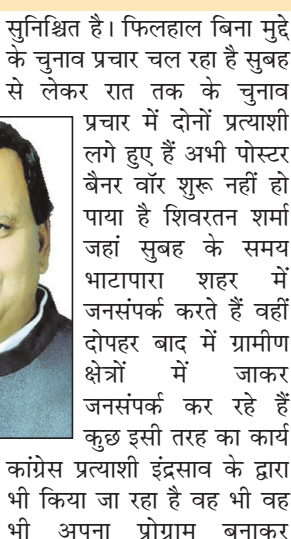 सुनिश्चित है। फिलहाल बिना मुद्दे
के चुनाव प्रचार चल रहा है सुबह
से लेकर रात तक के चुनाव
प्रचार में दोनों प्रत्याशी
लगे हुए हैं अभी पोस्टर
बैनर वॉर शुरू नहीं हो
पाया है शिवरतन शर्मा
जहां सुबह के समय
भाटापारा शहर में
जनसंपर्क करते हैं वहीं
दोपहर बाद में ग्रामीण
क्षेत्रों में जाकर
जनसंपर्क कर रहे हैं
कुछ इसी तरह का कार्य
कांग्रेस प्रत्याशी इंद्रसाव के द्वारा
भी किया जा रहा है वह भी वह
भी अपना प्रोग्राम बनाकर